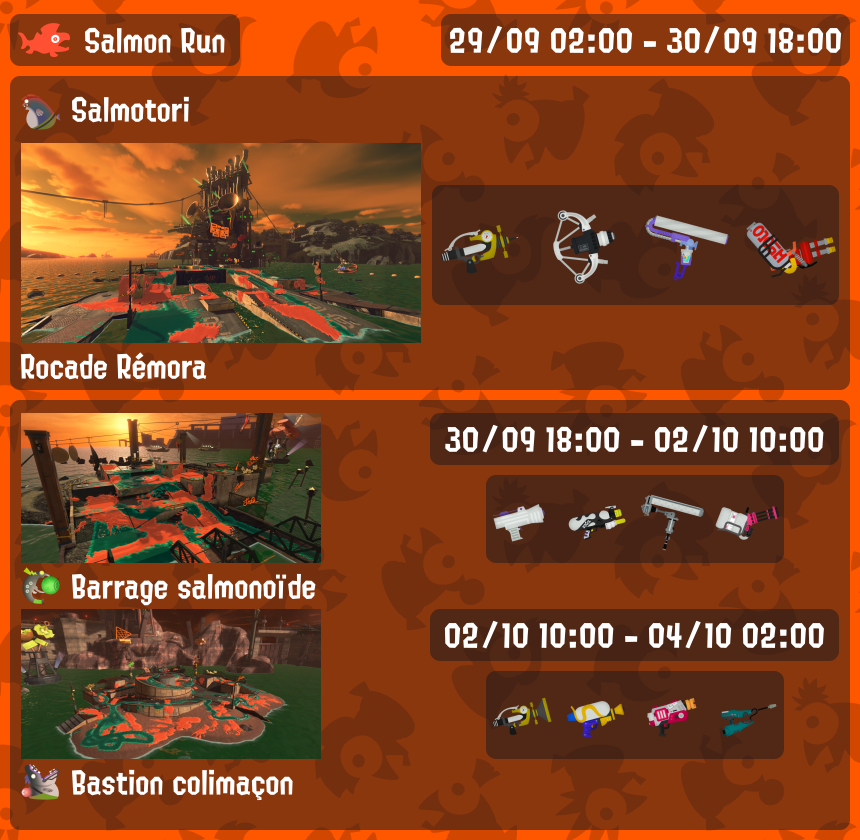 Salmon Run
29/09 02:00 - 30/09 18:00
Salmotori
Rocade Rémora
30/09 18:00 - 02/10 10:00
Barrage salmonoïde
02/10 10:00 - 04/10 02:00
Bastion colimaçon